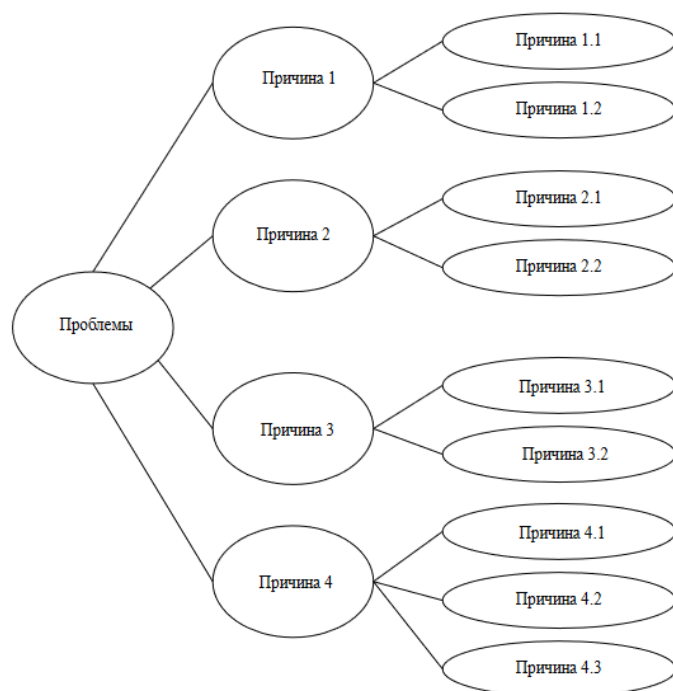 Причина 1.1
Причина 1
Причина 1.2
Причина 2.1
Причина 2
Причина 2.2
Проблемы
Причина 3.1
Причина 3
Причина 3.2
Причина 4.1
Причина 4
Причина 4.2
Причина 4.3